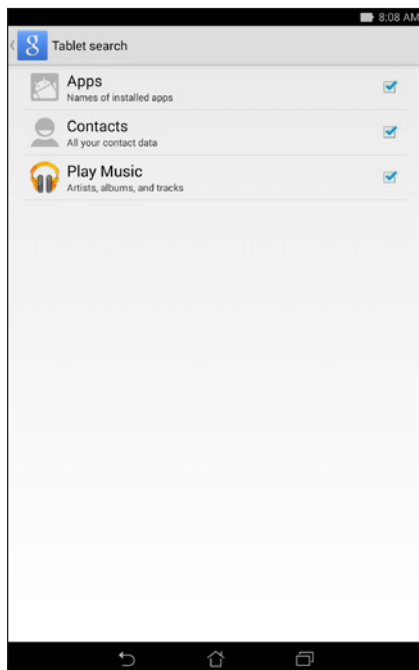 8:08 AM
Tablet search
Apps
Names of installed apps
Contacts
All your contact data
Play Music
Artists, albums, and tracks